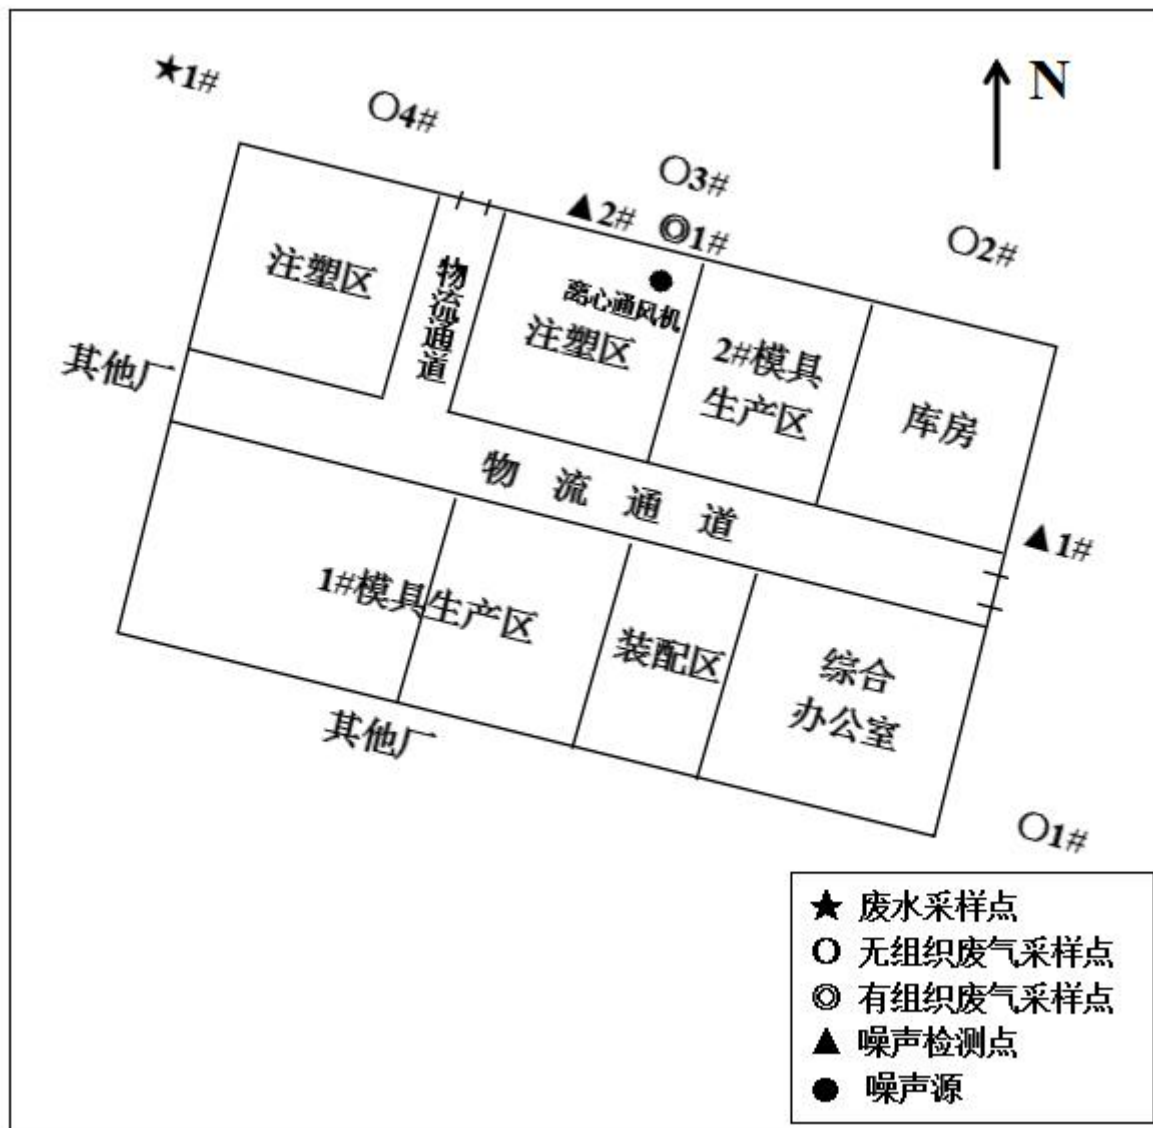 ★1#
○4#
N
○3#
▲2#
◎1#
○2#
注塑区
物流通道
离心通风机
注塑区
2#模具
生产区
库房
其他厂
物流通道
▲1#
1#模具生产区
装配区
综合
办公室
其他厂
○1#
★ 废水采样点
○ 无组织废气采样点
◎ 有组织废气采样点
▲ 噪声检测点
● 噪声源